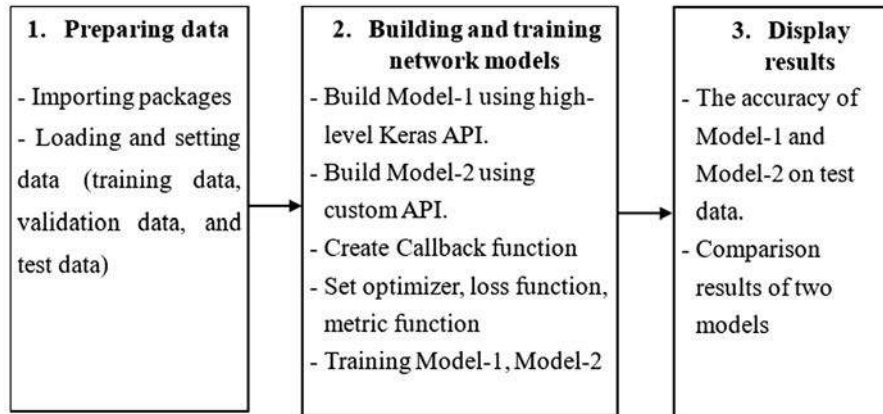 1. Preparing data
- Importing packages
- Loading and setting
data (training data,
validation data, and
test data)
2. Building and training
network models
- Build Model-1 using high-
level Keras API.
- Build Model-2 using
custom API.
- Create Callback function
- Set optimizer, loss function,
metric function
- Training Model-1, Model-2
3. Display
results
- The accuracy of
Model-1 and
Model-2 on test
data.
- Comparison
results of two
models